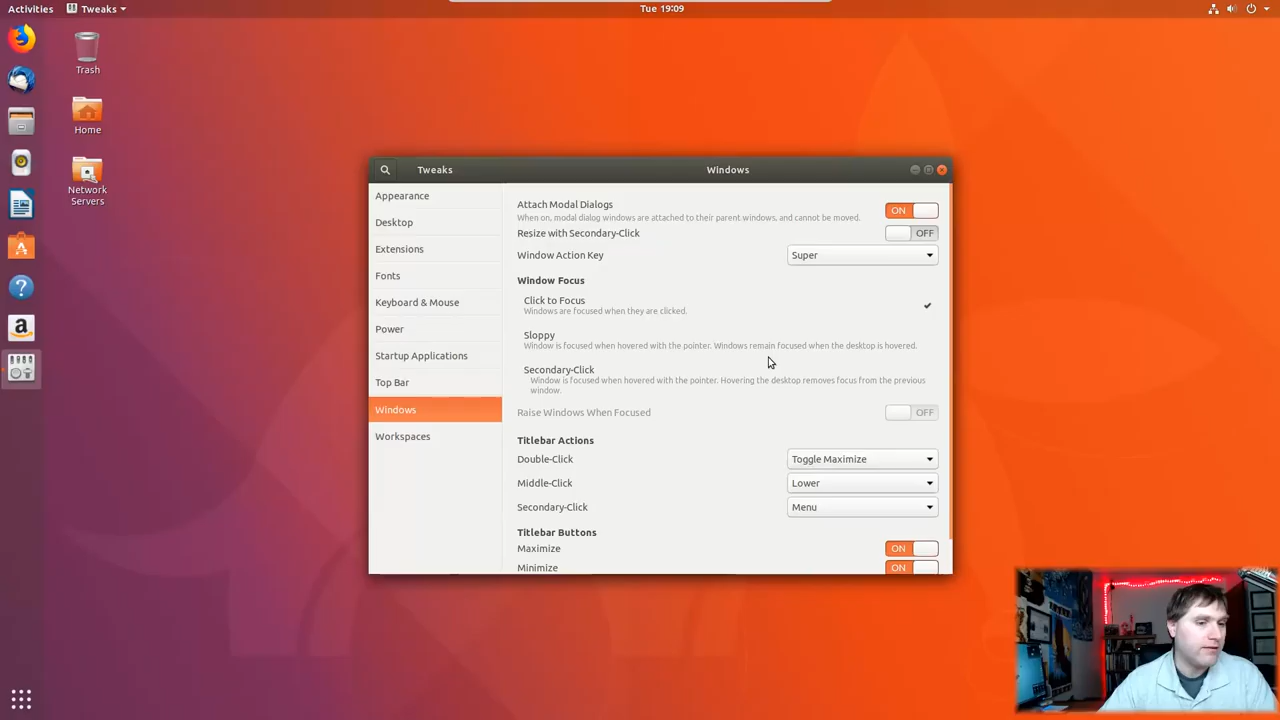 Activities
Tweaks
Tue 19:09
Trash
Home
Network
Servers
Tweaks
Windows
Appearance
Desktop
Extensions
Fonts
Keyboard & Mouse
Power
Startup Applications
Top Bar
Windows
Workspaces
Attach Modal Dialogs
ON
When on, modal dialog windows are attached to their parent windows, and cannot be moved.
Resize with Secondary-Click
OFF
Window Action Key
Super
Window Focus
Click to Focus
Windows are focused when they are clicked.
Sloppy
Window is focused when hovered with the pointer. Windows remain focused when the desktop is hovered.
Secondary-Click
Window is focused when hovered with the pointer. Hovering the desktop removes focus from the previous
window.
Raise Windows When Focused
OFF
Titlebar Actions
Double-Click
Toggle Maximize
Middle-Click
Lower
Secondary-Click
Menu
Titlebar Buttons
Maximize
ON
Minimize
ON